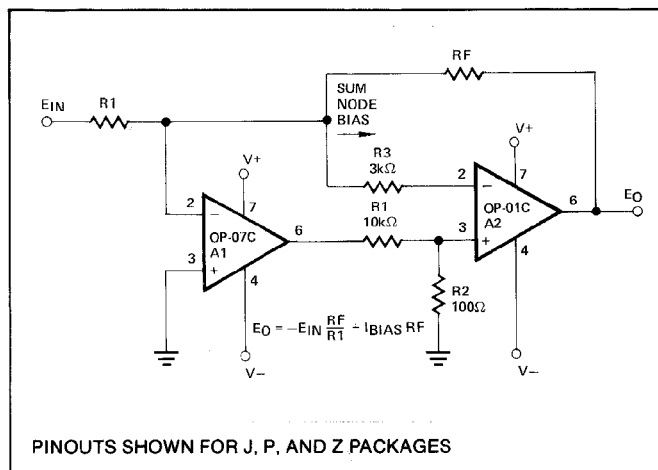 RF
SUM
NODE
BIAS
EIN
R1
V+
V+
R3
3kΩ
2
7
R1
10kΩ
OP-01C
A2
6
EO
2
7
OP-07C
A1
6
3
3
4
4
R2
100Ω
EO = −EIN RF/R1 − IBIAS RF
V−
V−
PINOUTS SHOWN FOR J, P, AND Z PACKAGES